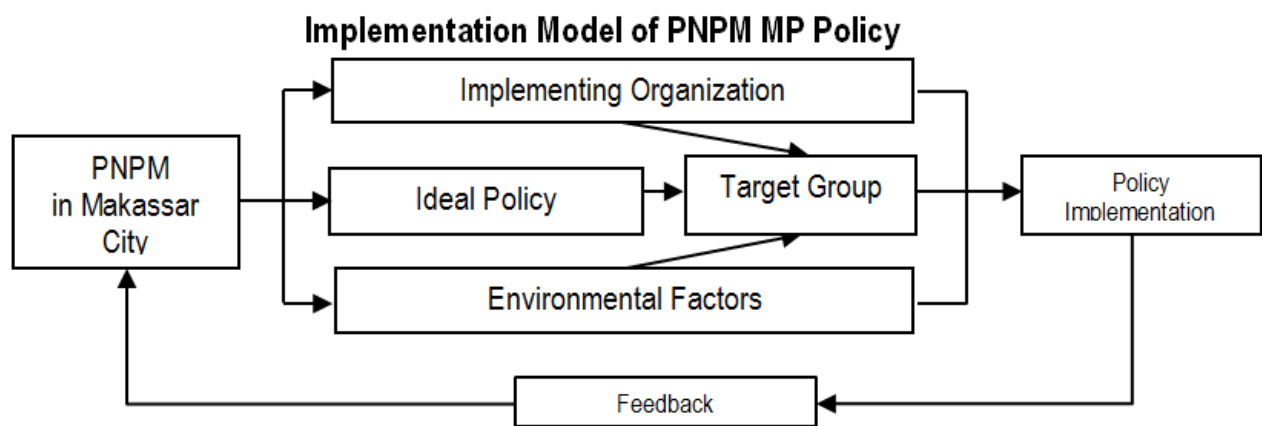 Implementation Model of PNPM MP Policy
Implementing Organization
PNPM
in Makassar
City
Ideal Policy
Target Group
Policy
Implementation
Environmental Factors
Feedback